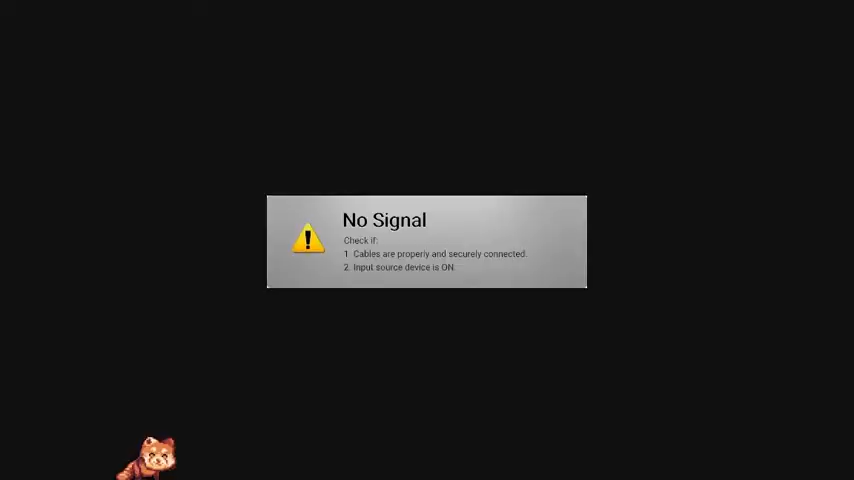 No Signal
Check if:
1. Cables are properly and securely connected.
2. Input source device is ON.